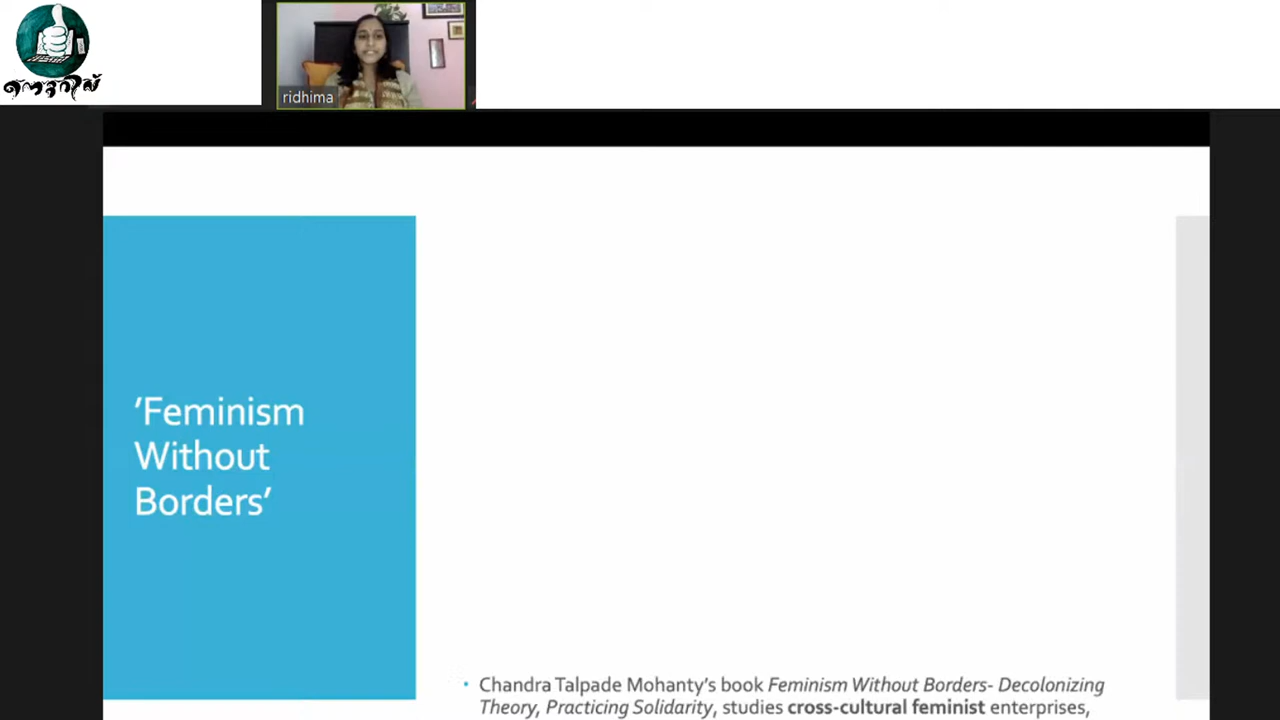 ridhima
‘Feminism
Without
Borders’
• Chandra Talpade Mohanty’s book Feminism Without Borders- Decolonizing
Theory, Practicing Solidarity, studies cross-cultural feminist enterprises,